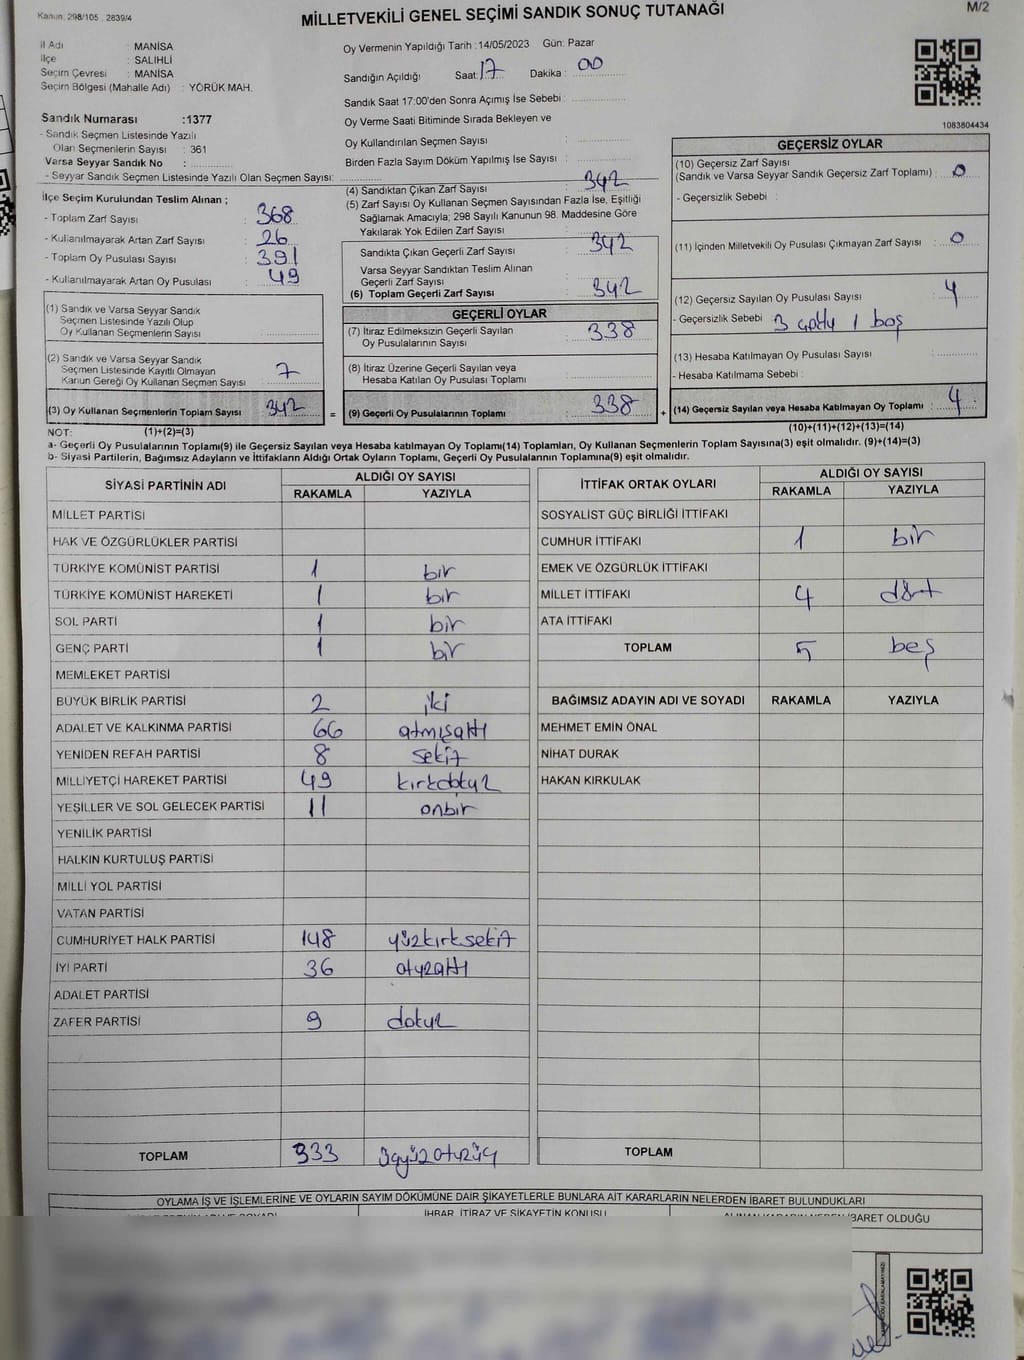 Kanun: 298/105, 2839/4
MİLLETVEKİLİ GENEL SEÇİMİ SANDIK SONUÇ TUTANAĞI
M/2
İl Adı : MANİSA
İlçe : SALİHLİ
Seçim Çevresi : MANİSA
Seçim Bölgesi (Mahalle Adı) : YÖRÜK MAH.
Oy Vermenin Yapıldığı Tarih :14/05/2023 Gün: Pazar
Sandığın Açıldığı Saat: 17 Dakika : 00
Sandık Saat 17:00'den Sonra Açımış İse Sebebi :
Oy Verme Saati Bitiminde Sırada Bekleyen ve
Oy Kullandırılan Seçmen Sayısı :
Birden Fazla Sayım Döküm Yapılmış İse Sayısı :
1083804434
Sandık Numarası :1377
- Sandık Seçmen Listesinde Yazılı
Olan Seçmenlerin Sayısı : 361
Varsa Seyyar Sandık No :
- Seyyar Sandık Seçmen Listesinde Yazılı Olan Seçmen Sayısı:
İlçe Seçim Kurulundan Teslim Alınan ;
- Toplam Zarf Sayısı : 368
- Kullanılmayarak Artan Zarf Sayısı : 26
- Toplam Oy Pusulası Sayısı : 391
- Kullanılmayarak Artan Oy Pusulası : 49
(1) Sandık ve Varsa Seyyar Sandık
Seçmen Listesinde Yazılı Olup
Oy Kullanan Seçmenlerin Sayısı
(2) Sandık ve Varsa Seyyar Sandık
Seçmen Listesinde Kayıtlı Olmayan
Kanun Gereği Oy Kullanan Seçmen Sayısı : 7
(3) Oy Kullanan Seçmenlerin Toplam Sayısı 342
(1)+(2)=(3)
(4) Sandıktan Çıkan Zarf Sayısı : 342
(5) Zarf Sayısı Oy Kullanan Seçmen Sayısından Fazla İse, Eşitliği
Sağlamak Amacıyla; 298 Sayılı Kanunun 98. Maddesine Göre
Yakılarak Yok Edilen Zarf Sayısı :
Sandıkta Çıkan Geçerli Zarf Sayısı : 342
Varsa Seyyar Sandıktan Teslim Alınan
Geçerli Zarf Sayısı :
(6) Toplam Geçerli Zarf Sayısı : 342
GEÇERLİ OYLAR
(7) İtiraz Edilmeksizin Geçerli Sayılan
Oy Pusulalarının Sayısı : 338
(8) İtiraz Üzerine Geçerli Sayılan veya
Hesaba Katılan Oy Pusulası Toplamı :
= (9) Geçerli Oy Pusulalarının Toplamı : 338
GEÇERSİZ OYLAR
(10) Geçersiz Zarf Sayısı
(Sandık ve Varsa Seyyar Sandık Geçersiz Zarf Toplamı) : 0
- Geçersizlik Sebebi :
(11) İçinden Milletvekili Oy Pusulası Çıkmayan Zarf Sayısı : 0
(12) Geçersiz Sayılan Oy Pusulası Sayısı : 4
- Geçersizlik Sebebi : 3 1 boş
(13) Hesaba Katılmayan Oy Pusulası Sayısı :
- Hesaba Katılmama Sebebi :
+ (14) Geçersiz Sayılan veya Hesaba Katılmayan Oy Toplamı : 4
(10)+(11)+(12)+(13)=(14)
NOT:
a- Geçerli Oy Pusulalarının Toplamı(9) ile Geçersiz Sayılan veya Hesaba katılmayan Oy Toplamı(14) Toplamları, Oy Kullanan Seçmenlerin Toplam Sayısına(3) eşit olmalıdır. (9)+(14)=(3)
b- Siyasi Partilerin, Bağımsız Adayların ve İttifakların Aldığı Ortak Oyların Toplamı, Geçerli Oy Pusulalarının Toplamına(9) eşit olmalıdır.
SİYASİ PARTİNİN ADI ALDIĞI OY SAYISI
RAKAMLA YAZIYLA
MİLLET PARTİSİ
HAK VE ÖZGÜRLÜKLER PARTİSİ
TÜRKİYE KOMÜNİST PARTİSİ 1 bir
TÜRKİYE KOMÜNİST HAREKETİ 1 bir
SOL PARTİ 1 bir
GENÇ PARTİ 1 bir
MEMLEKET PARTİSİ
BÜYÜK BİRLİK PARTİSİ 2 iki
ADALET VE KALKINMA PARTİSİ 66 atmışaltı
YENİDEN REFAH PARTİSİ 8 sekiz
MİLLİYETÇİ HAREKET PARTİSİ 49 kırkdokuz
YEŞİLLER VE SOL GELECEK PARTİSİ 11 onbir
YENİLİK PARTİSİ
HALKIN KURTULUŞ PARTİSİ
MİLLİ YOL PARTİSİ
VATAN PARTİSİ
CUMHURİYET HALK PARTİSİ 148 yüzkırksekiz
İYİ PARTİ 36 otuzaltı
ADALET PARTİSİ
ZAFER PARTİSİ 9 dokuz
TOPLAM 333 üçyüzotuzüç
İTTİFAK ORTAK OYLARI ALDIĞI OY SAYISI
RAKAMLA YAZIYLA
SOSYALİST GÜÇ BİRLİĞİ İTTİFAKI
CUMHUR İTTİFAKI 1 bir
EMEK VE ÖZGÜRLÜK İTTİFAKI
MİLLET İTTİFAKI 4 dört
ATA İTTİFAKI
TOPLAM 5 beş
BAĞIMSIZ ADAYIN ADI VE SOYADI RAKAMLA YAZIYLA
MEHMET EMİN ÖNAL
NİHAT DURAK
HAKAN KIRKULAK
TOPLAM
OYLAMA İŞ VE İŞLEMLERİNE VE OYLARIN SAYIM DÖKÜMÜNE DAİR ŞİKAYETLERLE BUNLARA AİT KARARLARIN NELERDEN İBARET BULUNDUKLARI
İHBAR, İTİRAZ VE ŞİKAYETİN KONUSU
İBARET OLDUĞU